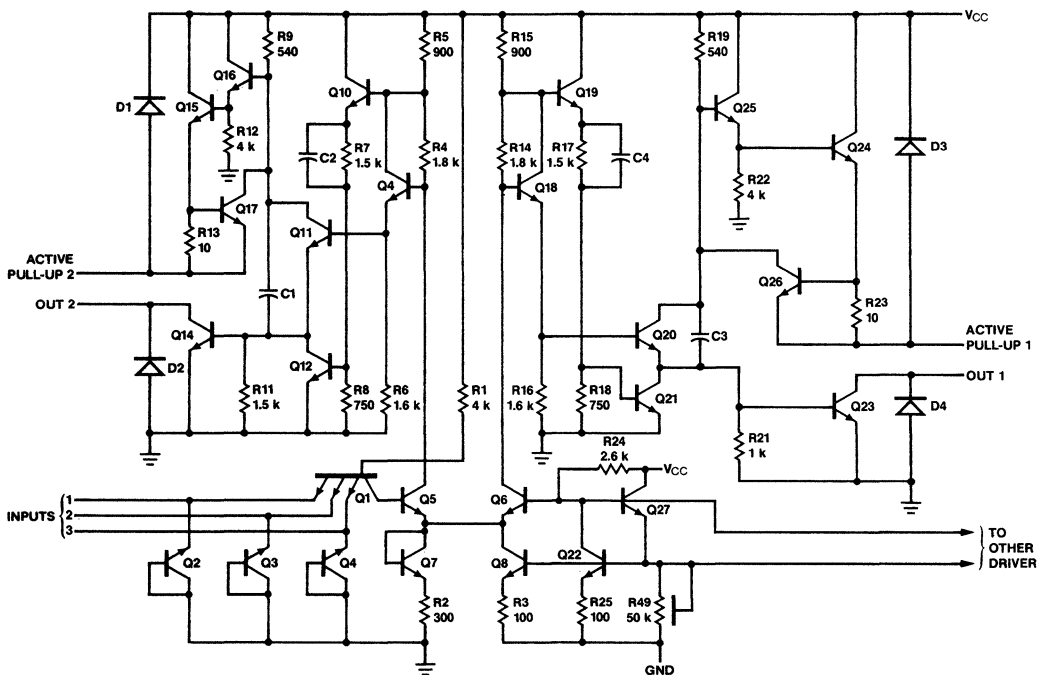 VCC
R9
540
R5
900
R15
900
R19
540
Q16
Q15
D1
R12
4 k
Q10
Q19
Q25
C2
R7
1.5 k
R4
1.8 k
R14
1.8 k
R17
1.5 k
C4
Q24
D3
Q4
Q18
R22
4 k
Q17
R13
10
Q11
ACTIVE
PULL-UP 2
Q26
R23
10
C1
OUT 2
Q14
D2
Q12
Q20
C3
ACTIVE
PULL-UP 1
OUT 1
R11
1.5 k
R8
750
R6
1.6 k
R1
4 k
R16
1.6 k
R18
750
Q21
Q23
D4
R21
1 k
R24
2.6 k
VCC
INPUTS
1
2
3
Q1
Q5
Q6
Q27
TO
OTHER
DRIVER
Q2
Q3
Q4
Q7
Q8
Q22
R2
300
R3
100
R25
100
R49
50 k
GND